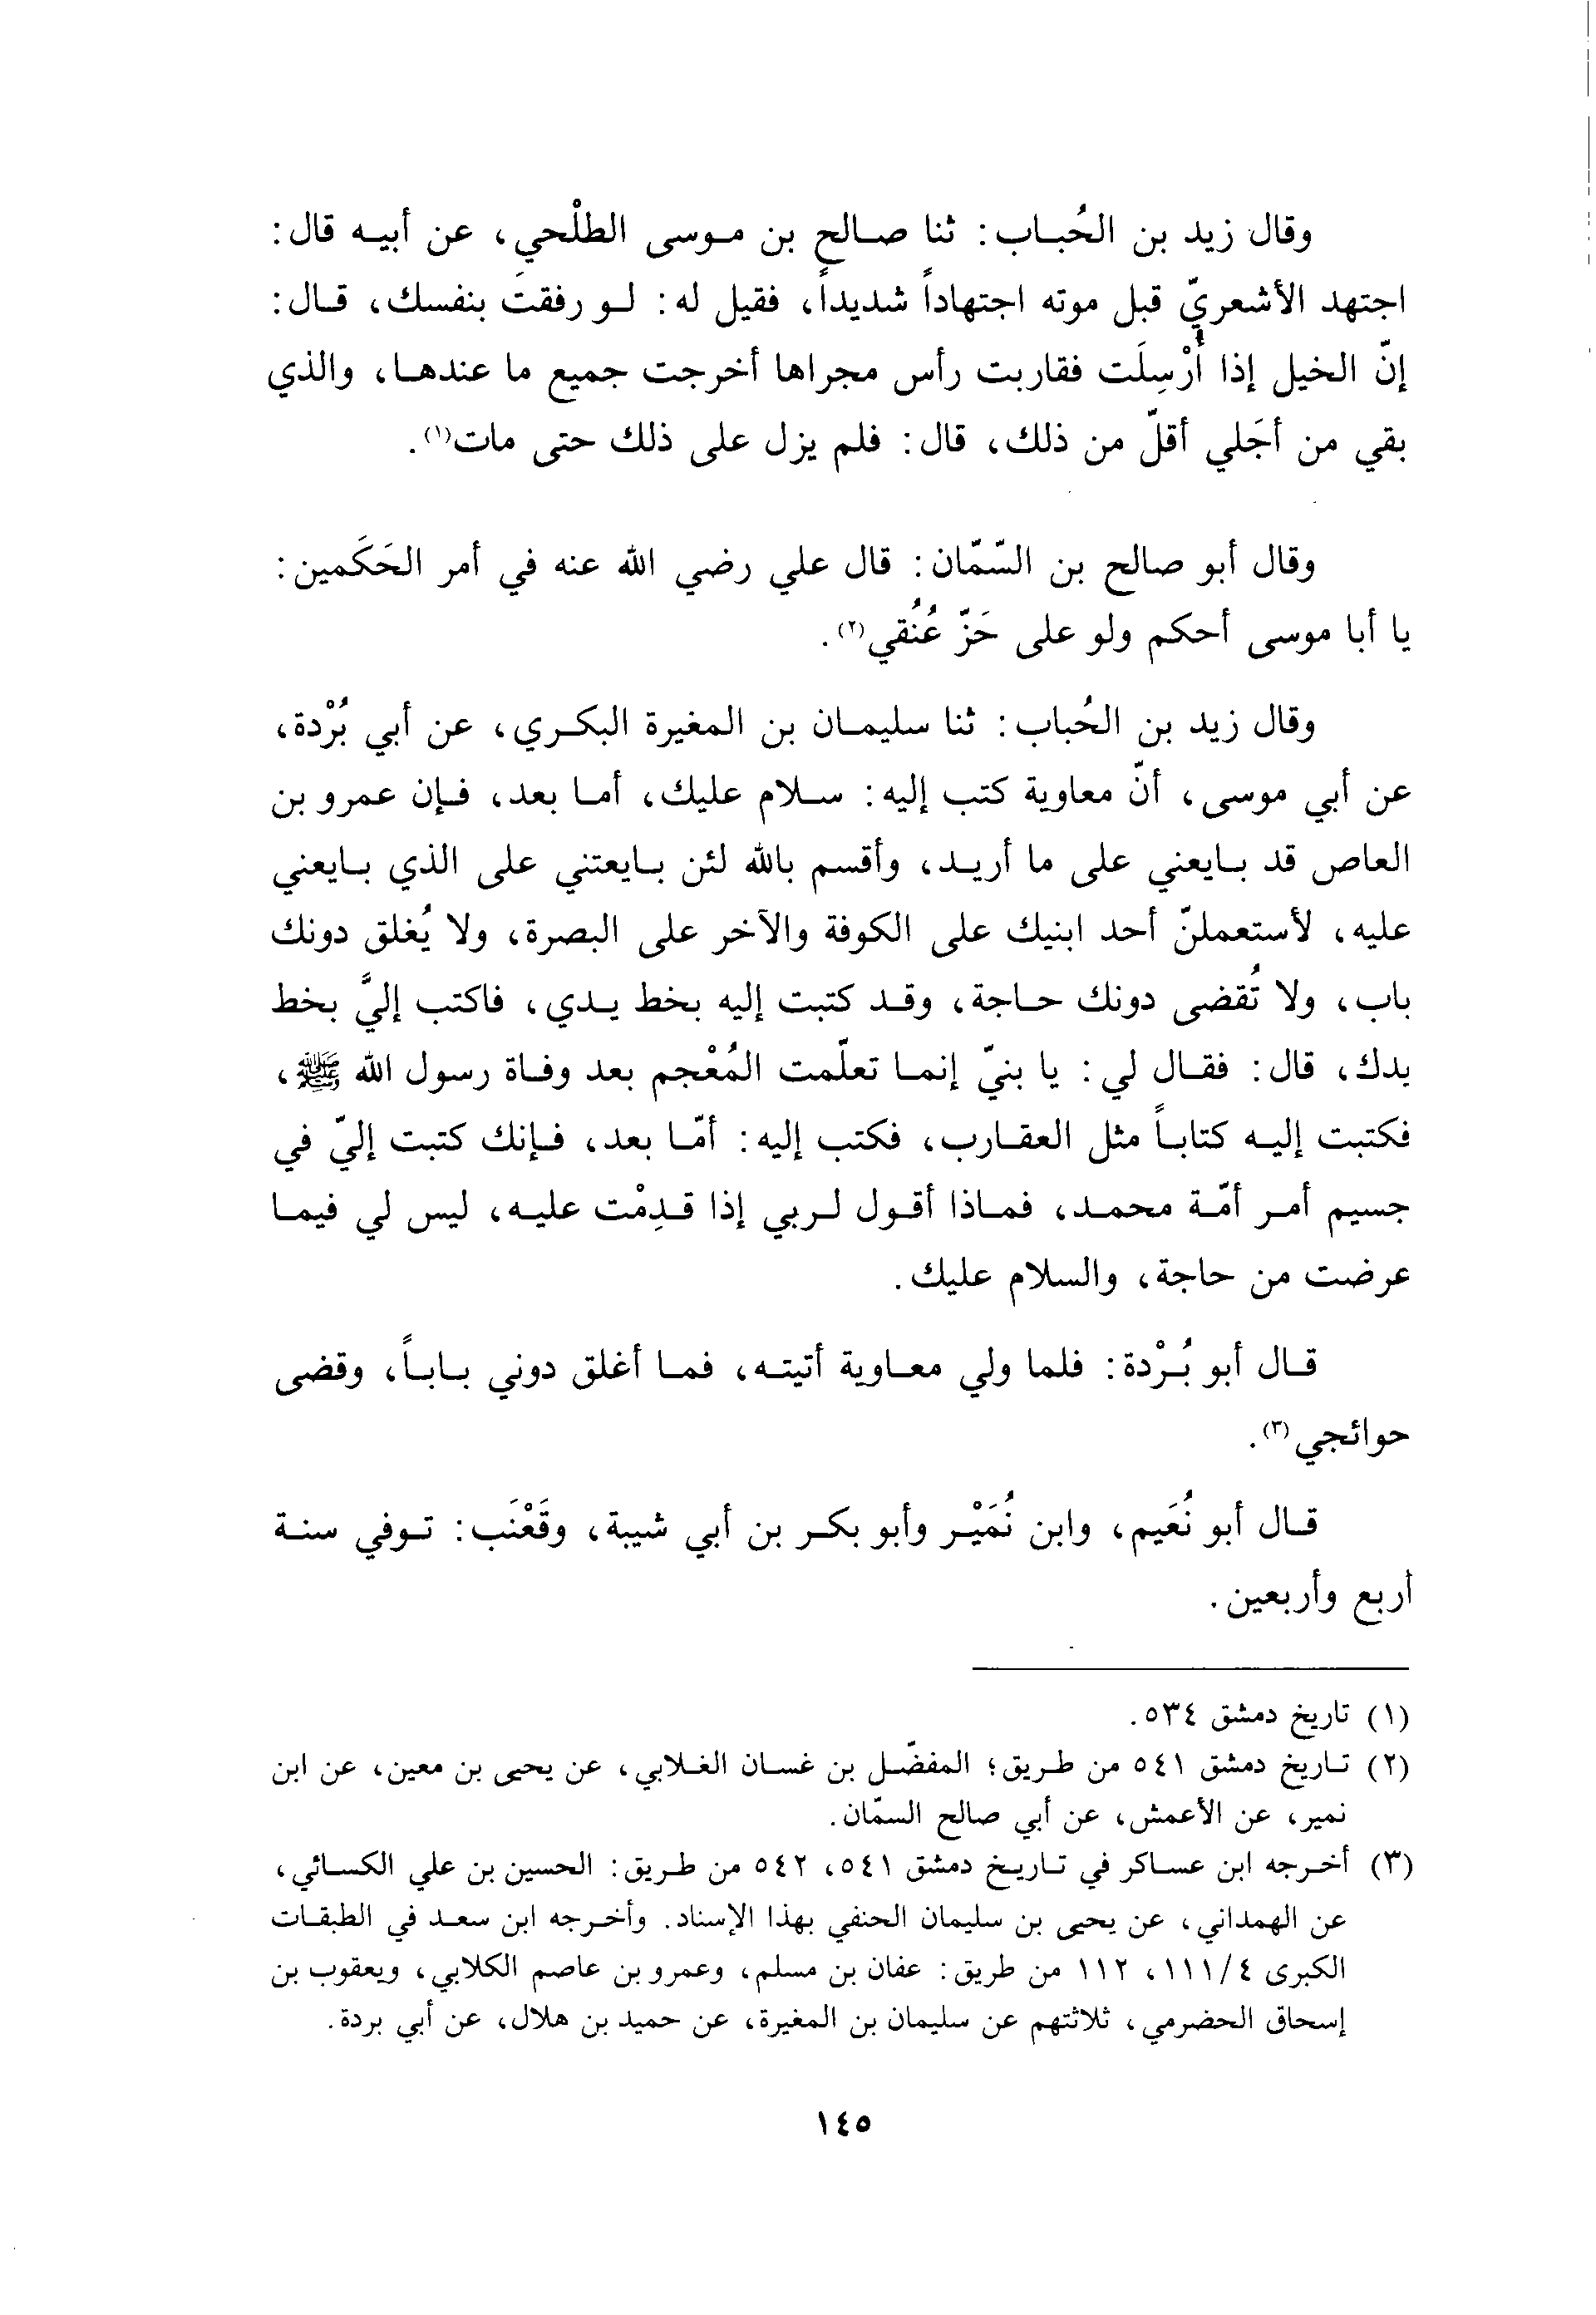 وقال زيد بن الحُباب: ثنا صالح بن موسى الطلْحي، عن أبيه قال:
اجتهد الأشعريّ قبل موته اجتهاداً شديداً، فقيل له: لو رفقتَ بنفسك، قال:
إنّ الخيل إذا أُرْسِلَت فقاربت رأس مجراها أخرجت جميع ما عندها، والذي
بقي من أجَلي أقلّ من ذلك، قال: فلم يزل على ذلك حتى مات(١).
وقال أبو صالح بن السّمّان: قال علي رضي الله عنه في أمر الحَكَمين:
يا أبا موسى أحكم ولو على حَزّ عُنُقي(٢).
وقال زيد بن الحُباب: ثنا سليمان بن المغيرة البكري، عن أبي بُرْدة،
عن أبي موسى، أنّ معاوية كتب إليه: سلام عليك، أما بعد، فإن عمرو بن
العاص قد بايعني على ما أريد، وأقسم بالله لئن بايعتني على الذي بايعني
عليه، لأستعملنّ أحد ابنيك على الكوفة والآخر على البصرة، ولا يُغلق دونك
باب، ولا تُقضى دونك حاجة، وقد كتبت إليه بخط يدي، فاكتب إليَّ بخط
يدك، قال: فقال لي: يا بنيّ إنما تعلّمت المُعْجم بعد وفاة رسول الله ﷺ،
فكتبت إليه كتاباً مثل العقارب، فكتب إليه: أمّا بعد، فإنك كتبت إليّ في
جسيم أمر أمّة محمد، فماذا أقول لربي إذا قدِمْت عليه، ليس لي فيما
عرضت من حاجة، والسلام عليك.
قال أبو بُرْدة: فلما ولي معاوية أتيته، فما أغلق دوني باباً، وقضى
حوائجي(٣).
قال أبو نُعَيم، وابن نُمَيْر وأبو بكر بن أبي شيبة، وقَعْنَب: توفي سنة
أربع وأربعين.
(١) تاريخ دمشق ٥٣٤.
(٢) تاريخ دمشق ٥٤١ من طريق؛ المفضّل بن غسان الغلابي، عن يحيى بن معين، عن ابن
نمير، عن الأعمش، عن أبي صالح السمّان.
(٣) أخرجه ابن عساكر في تاريخ دمشق ٥٤١، ٥٤٢ من طريق: الحسين بن علي الكسائي،
عن الهمداني، عن يحيى بن سليمان الحنفي بهذا الإسناد. وأخرجه ابن سعد في الطبقات
الكبرى ٤/ ١١١، ١١٢ من طريق: عفان بن مسلم، وعمرو بن عاصم الكلابي، ويعقوب بن
إسحاق الحضرمي، ثلاثتهم عن سليمان بن المغيرة، عن حميد بن هلال، عن أبي بردة.
١٤٥